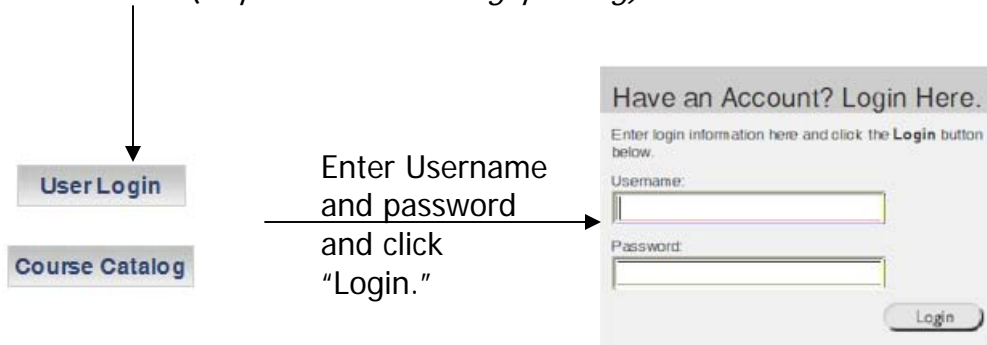 User Login
Course Catalog
Enter Username
and password
and click
“Login.”
Have an Account? Login Here.
Enter login information here and click the Login button
below.
Username:
Password:
Login